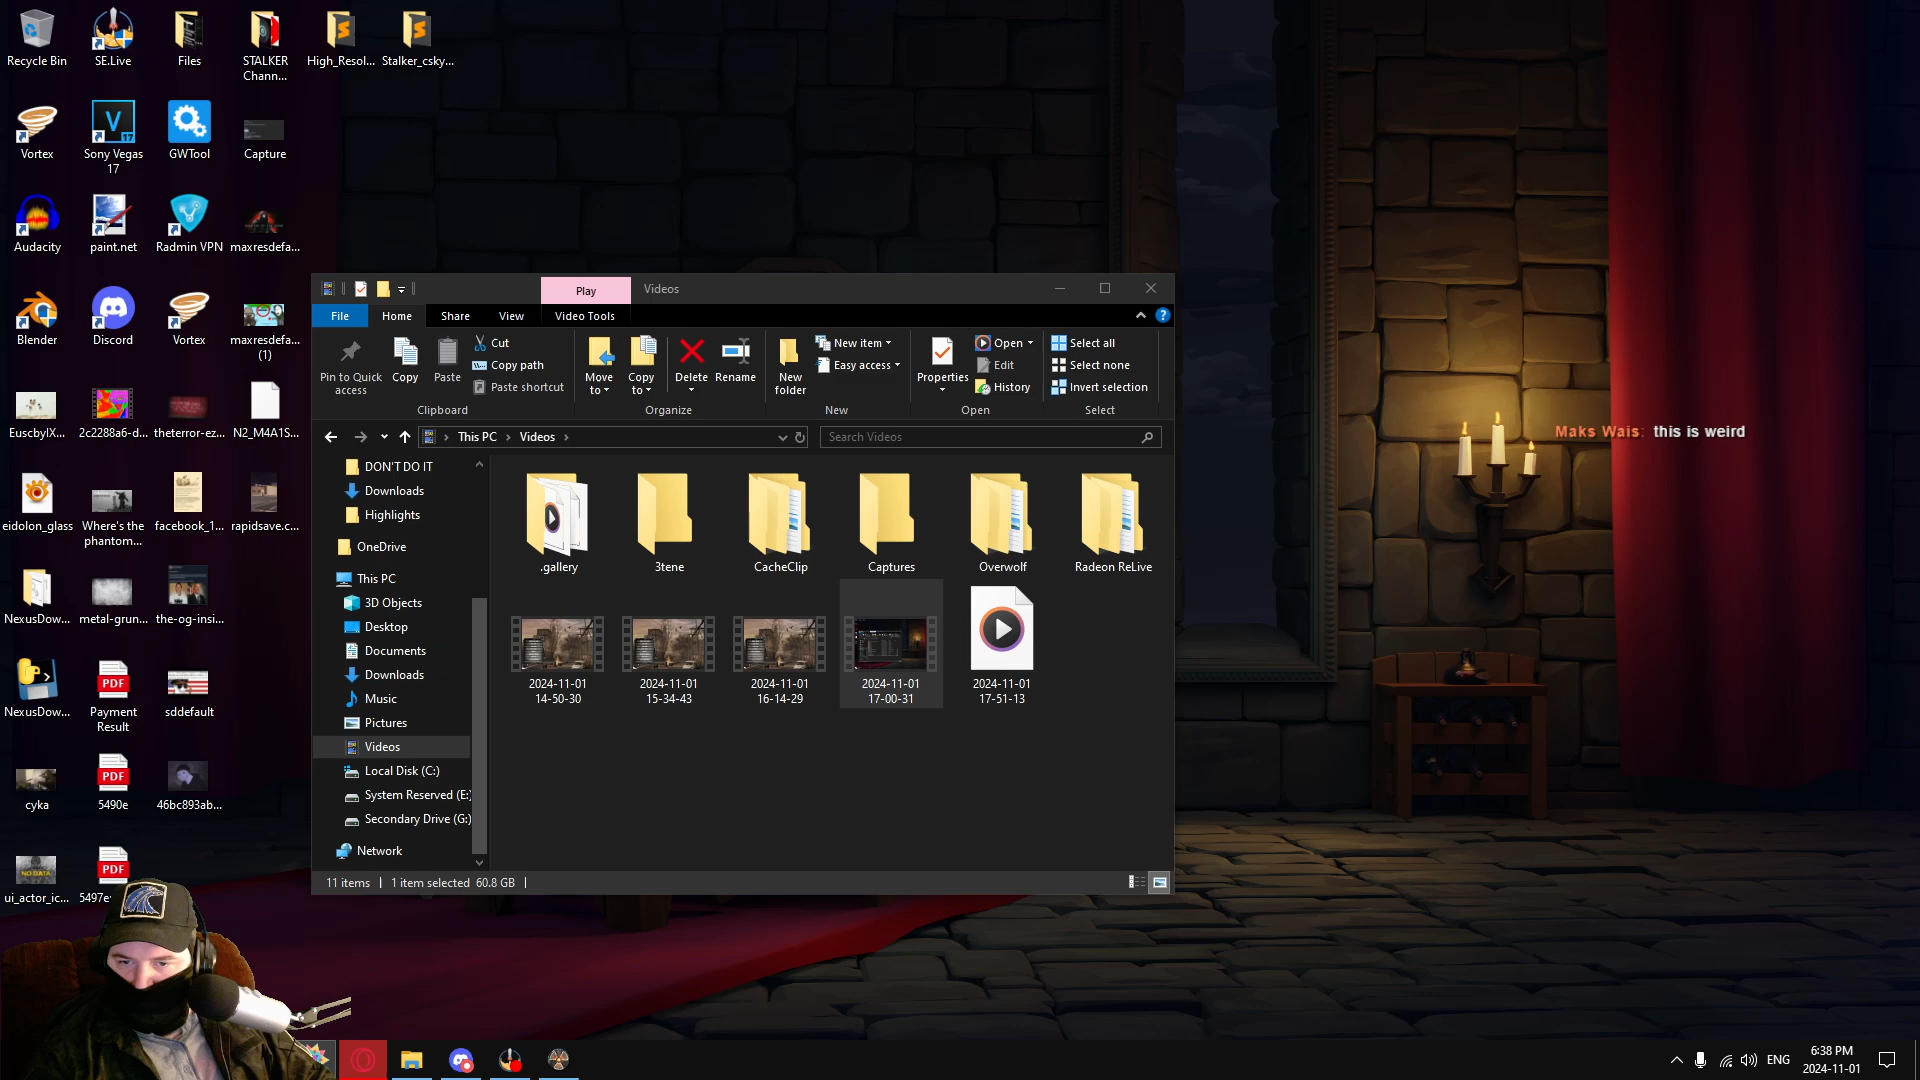 Recycle Bin
SE.Live
Files
STALKER
Chann...
High_Resol...
Stalker_csky...
Vortex
Sony Vegas
17
GWTool
Capture
Audacity
paint.net
Radmin VPN
maxresdefa...
Blender
Discord
Vortex
maxresdefa...
(1)
EuscbylX...
2c2288a6-d...
theterror-ez...
N2_M4A1S...
eidolon_glass
Where's the
phantom...
facebook_1...
rapidsave.c...
NexusDow...
metal-grun...
the-og-insi...
NexusDow...
PDF
Payment
Result
sddefault
cyka
PDF
5490e
46bc893ab...
NO DATA
ui_actor_ic...
PDF
Play
Videos
File
Home
Share
View
Video Tools
Pin to Quick
access
Copy
Paste
Cut
Copy path
Paste shortcut
Clipboard
Move
to
Copy
to
Delete
Rename
Organize
New
folder
New item
Easy access
New
Properties
Open
Edit
History
Open
Select all
Select none
Invert selection
Select
This PC
Videos
Search Videos
DON'T DO IT
Downloads
Highlights
OneDrive
This PC
3D Objects
Desktop
Documents
Downloads
Music
Pictures
Videos
Local Disk (C:)
System Reserved (E:)
Secondary Drive (G:)
Network
.gallery
3tene
CacheClip
Captures
Overwolf
Radeon ReLive
2024-11-01
14-50-30
2024-11-01
15-34-43
2024-11-01
16-14-29
2024-11-01
17-00-31
2024-11-01
17-51-13
11 items
1 item selected 60.8 GB
Maks Wais: this is weird
ENG
6:38 PM
2024-11-01